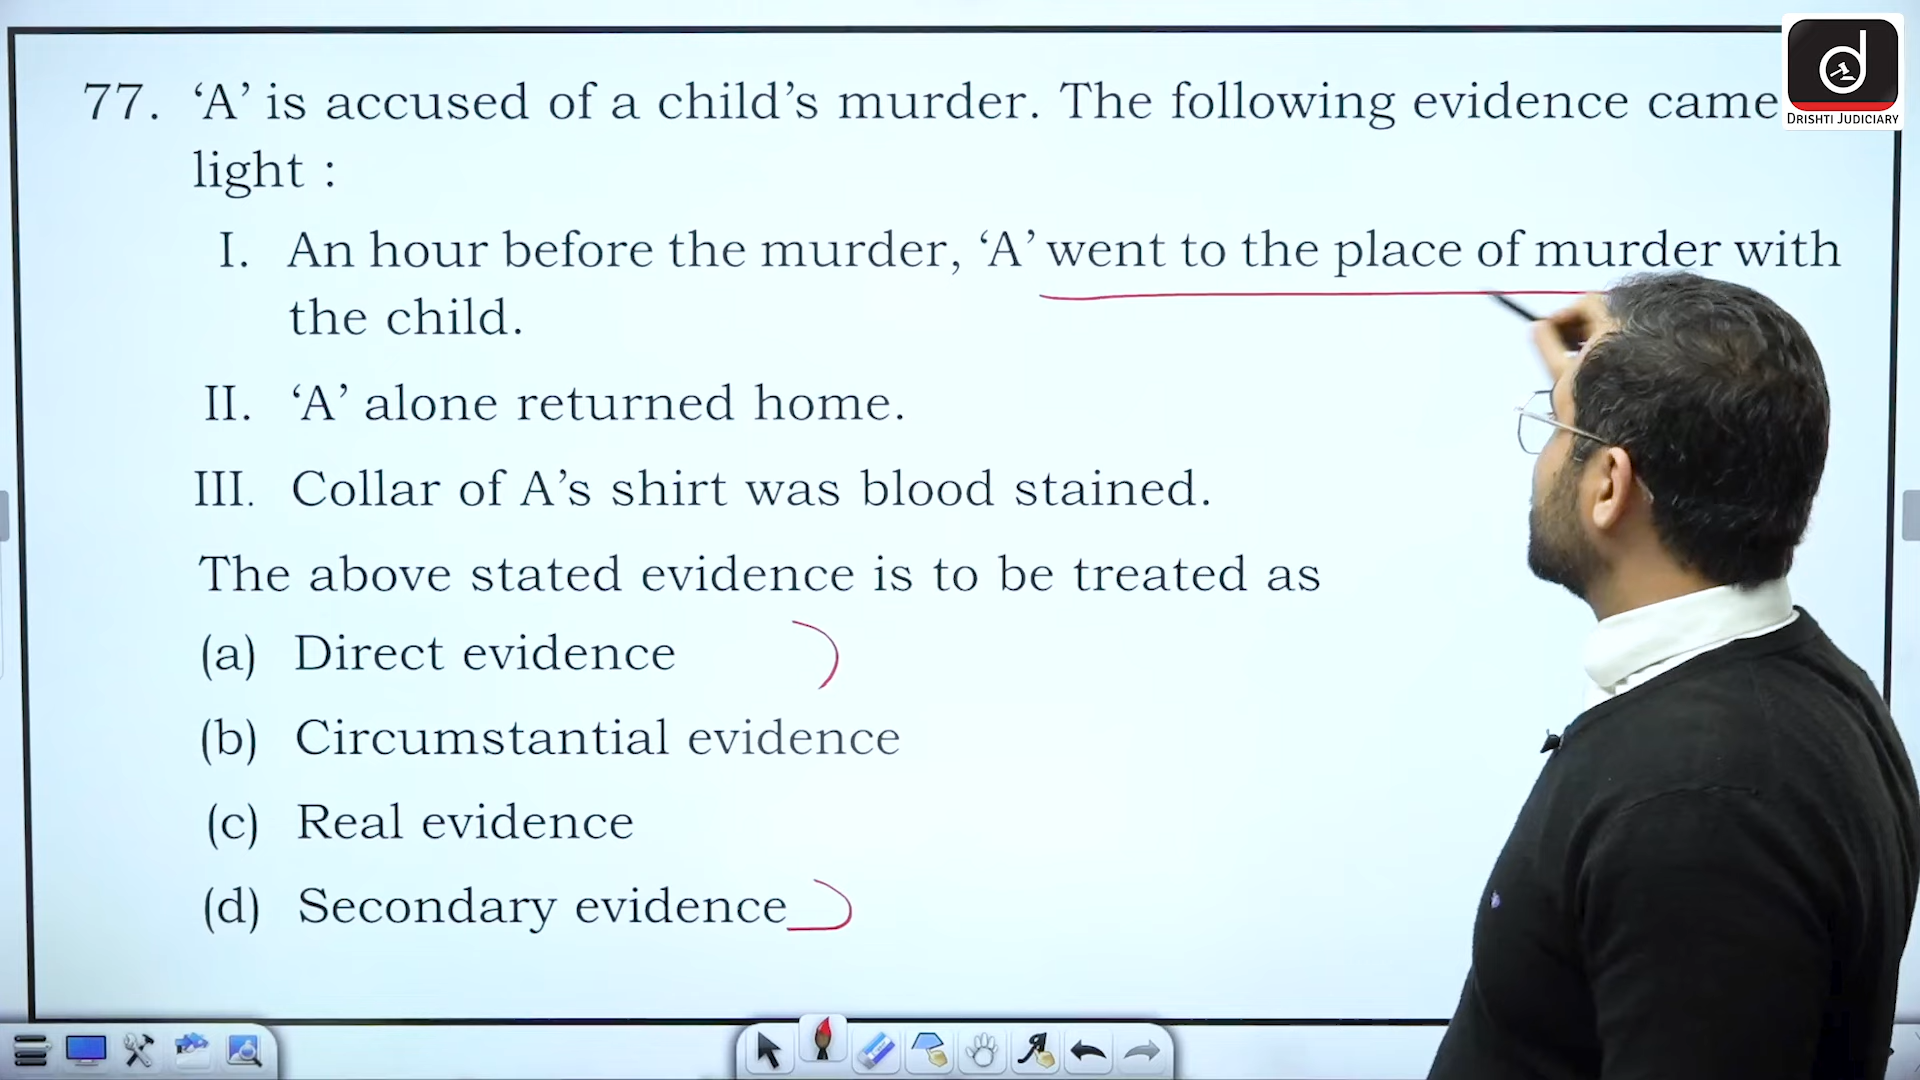 DRISHTI JUDICIARY
77. ‘A’ is accused of a child’s murder. The following evidence came
light :
I. An hour before the murder, ‘A’ went to the place of murder with
the child.
II. ‘A’ alone returned home.
III. Collar of A’s shirt was blood stained.
The above stated evidence is to be treated as
(a) Direct evidence
(b) Circumstantial evidence
(c) Real evidence
(d) Secondary evidence